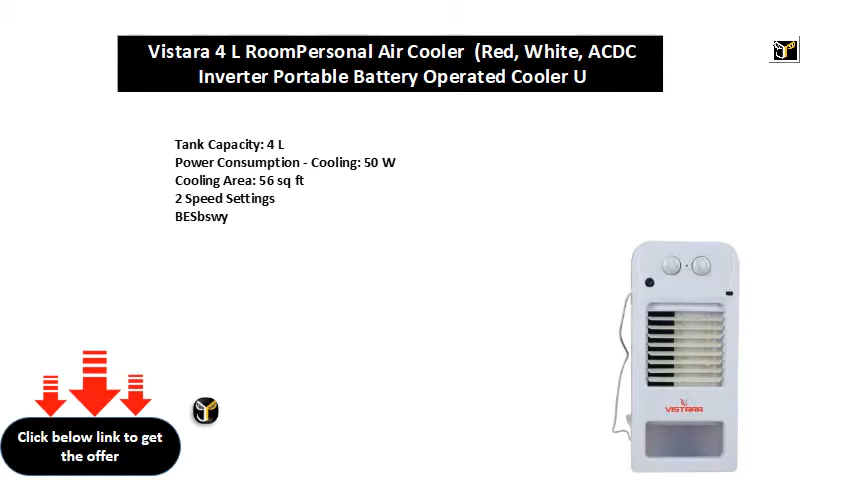 Vistara 4 L RoomPersonal Air Cooler (Red, White, ACDC
Inverter Portable Battery Operated Cooler U
Tank Capacity: 4 L
Power Consumption - Cooling: 50 W
Cooling Area: 56 sq ft
2 Speed Settings
BESbswy
VISTARA
Click below link to get
the offer